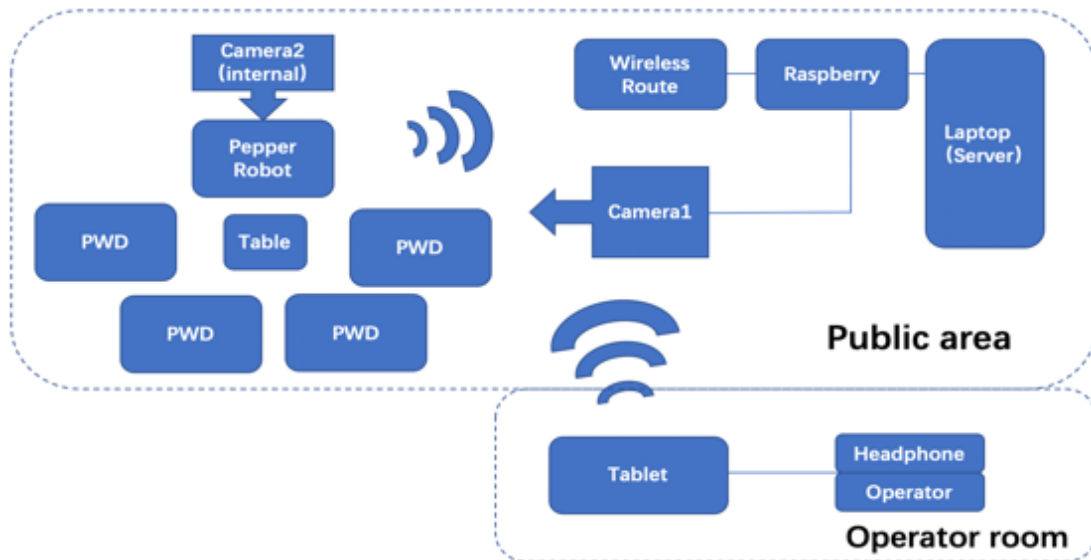 Camera2
(internal)
Pepper
Robot
Wireless
Route
Raspberry
Laptop
(Server)
Camera1
PWD
Table
PWD
PWD
PWD
Public area
Tablet
Headphone
Operator
Operator room